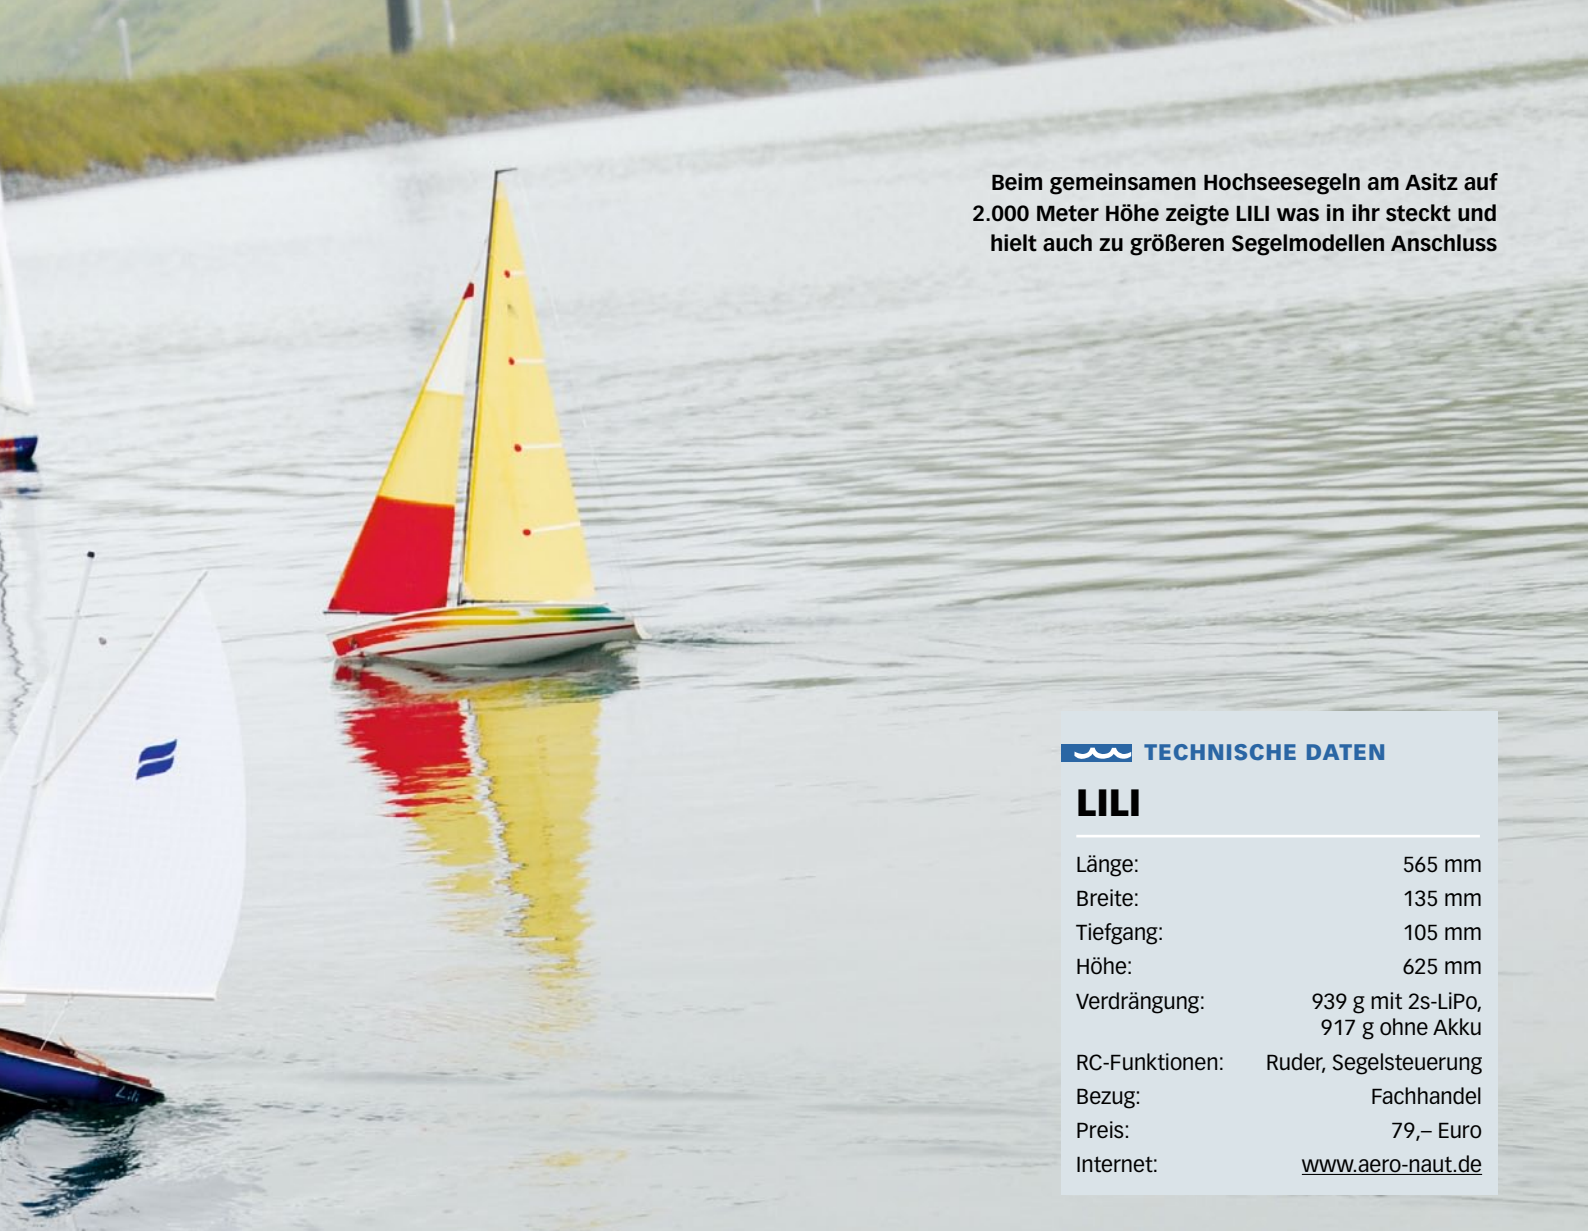 Beim gemeinsamen Hochseesegeln am Asitz auf
2.000 Meter Höhe zeigte LILI was in ihr steckt und
hielt auch zu größeren Segelmodellen Anschluss
TECHNISCHE DATEN
LILI
Länge: 565 mm
Breite: 135 mm
Tiefgang: 105 mm
Höhe: 625 mm
Verdrängung: 939 g mit 2s-LiPo,
917 g ohne Akku
RC-Funktionen: Ruder, Segelsteuerung
Bezug: Fachhandel
Preis: 79,– Euro
Internet: www.aero-naut.de
Lili